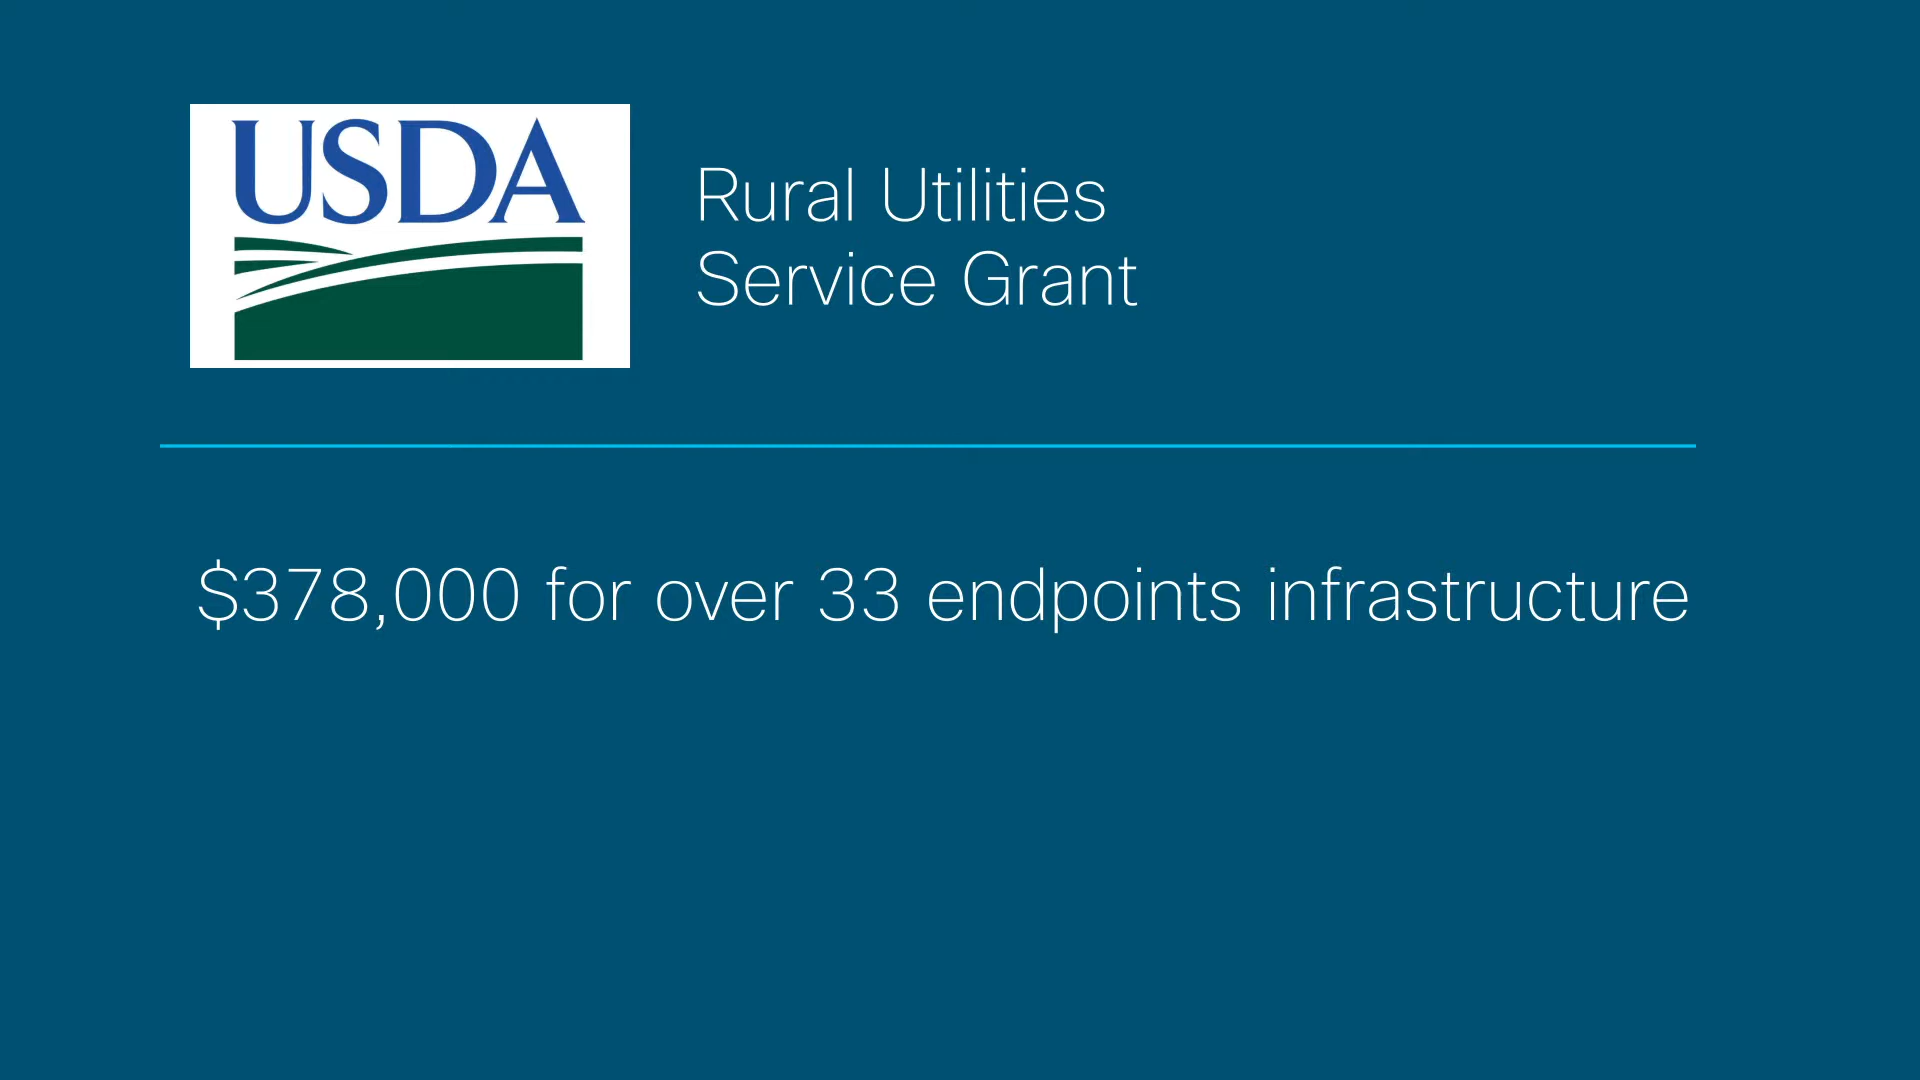 USDA
Rural Utilities
Service Grant
$378,000 for over 33 endpoints infrastructure